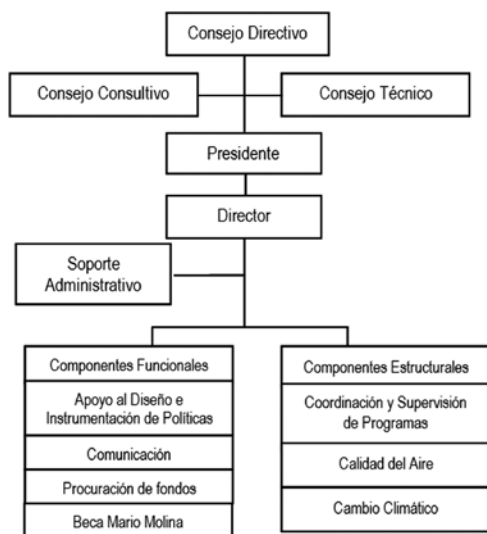 Consejo Directivo
Consejo Consultivo
Consejo Técnico
Presidente
Director
Soporte
Administrativo
Componentes Funcionales
Apoyo al Diseño e
Instrumentación de Políticas
Comunicación
Procuración de fondos
Beca Mario Molina
Componentes Estructurales
Coordinación y Supervisión
de Programas
Calidad del Aire
Cambio Climático